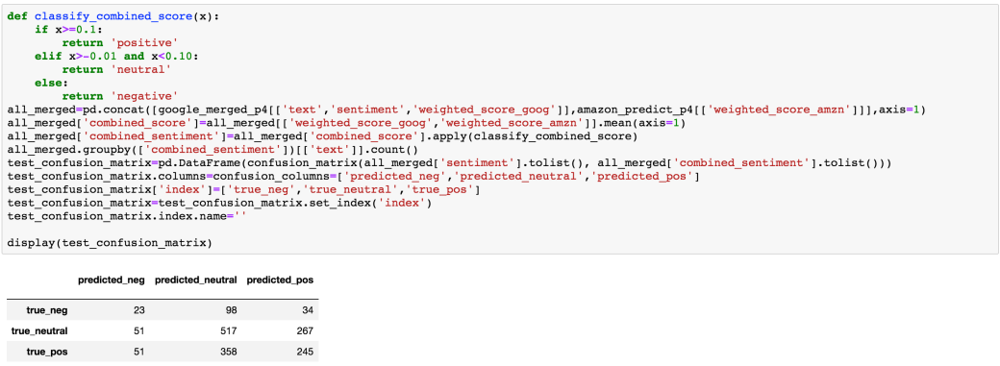 def classify_combined_score(x):
    if x>=0.1:
        return 'positive'
    elif x>-0.01 and x<0.10:
        return 'neutral'
    else:
        return 'negative'
all_merged=pd.concat([google_merged_p4[['text','sentiment','weighted_score_goog']],amazon_predict_p4[['weighted_score_amzn']]],axis=1)
all_merged['combined_score']=all_merged[['weighted_score_goog','weighted_score_amzn']].mean(axis=1)
all_merged['combined_sentiment']=all_merged['combined_score'].apply(classify_combined_score)
all_merged.groupby(['combined_sentiment'])[['text']].count()
test_confusion_matrix=pd.DataFrame(confusion_matrix(all_merged['sentiment'].tolist(), all_merged['combined_sentiment'].tolist()))
test_confusion_matrix.columns=confusion_columns=['predicted_neg','predicted_neutral','predicted_pos']
test_confusion_matrix['index']=['true_neg','true_neutral','true_pos']
test_confusion_matrix=test_confusion_matrix.set_index('index')
test_confusion_matrix.index.name=''
display(test_confusion_matrix)
predicted_neg predicted_neutral predicted_pos
true_neg 23 98 34
true_neutral 51 517 267
true_pos 51 358 245